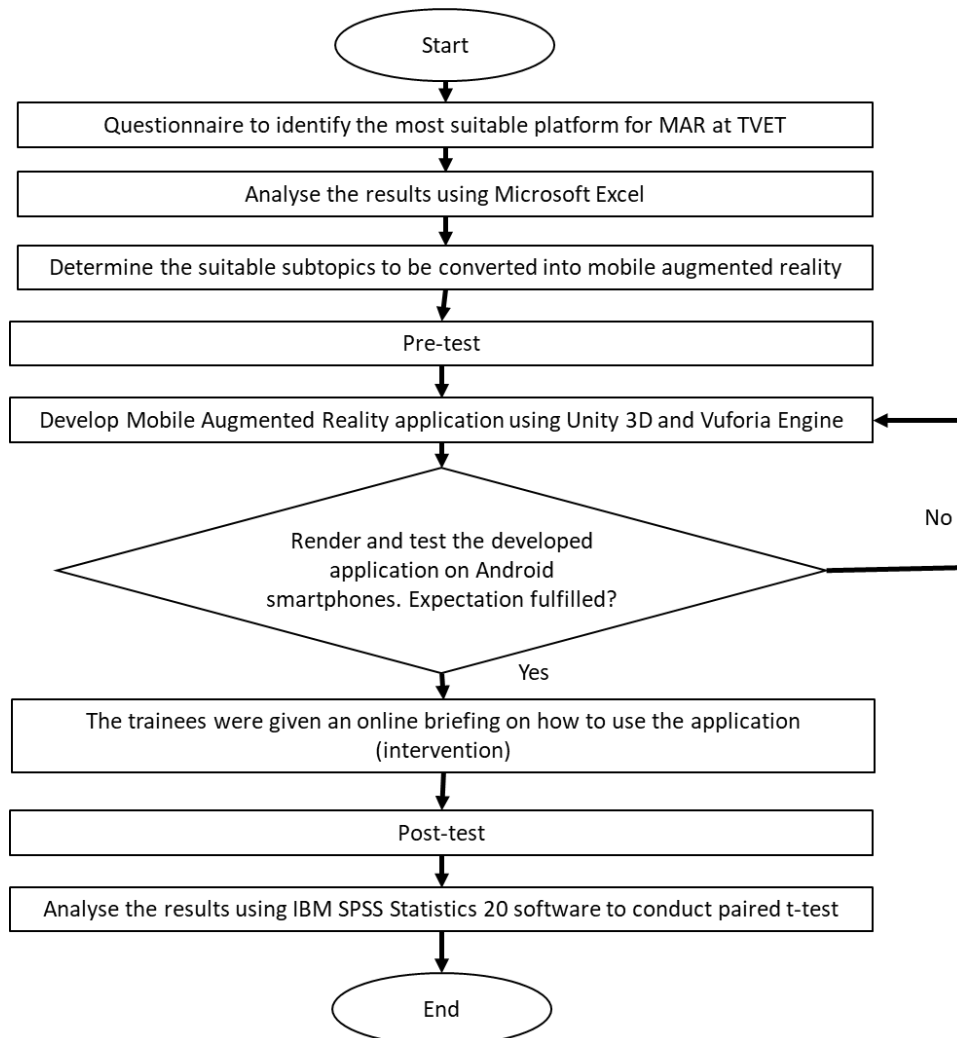 Start
Questionnaire to identify the most suitable platform for MAR at TVET
Analyse the results using Microsoft Excel
Determine the suitable subtopics to be converted into mobile augmented reality
Pre-test
Develop Mobile Augmented Reality application using Unity 3D and Vuforia Engine
No
Render and test the developed
application on Android
smartphones. Expectation fulfilled?
Yes
The trainees were given an online briefing on how to use the application
(intervention)
Post-test
Analyse the results using IBM SPSS Statistics 20 software to conduct paired t-test
End